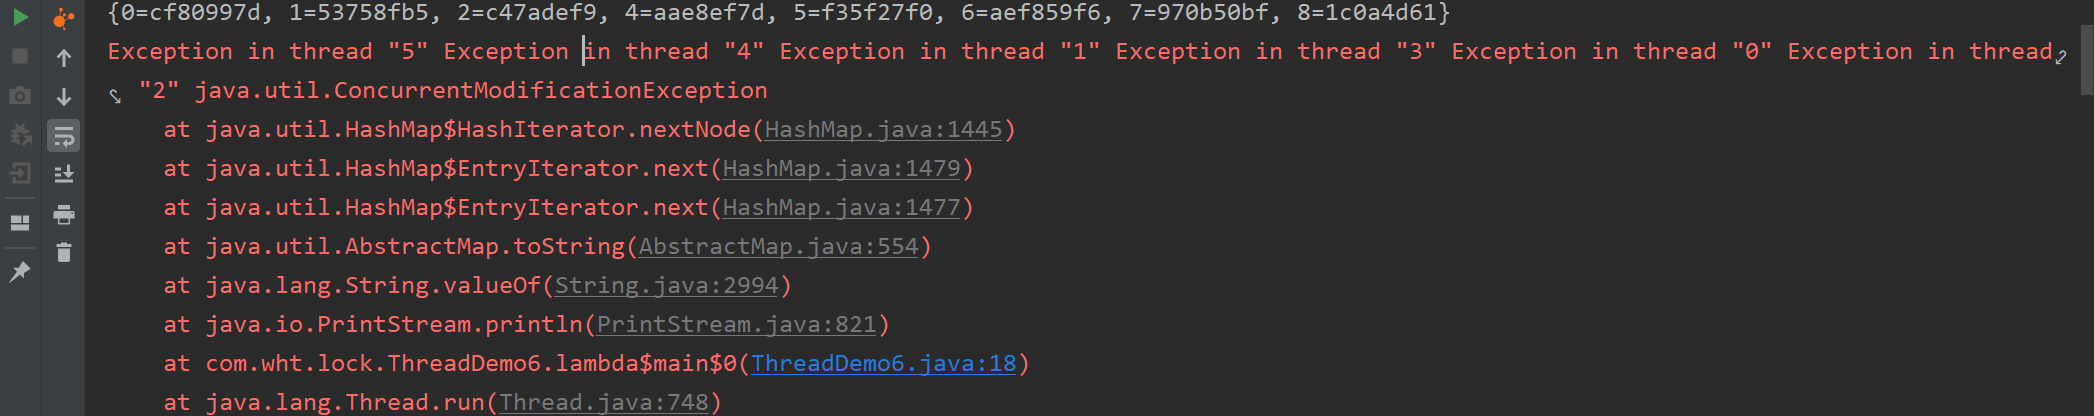 {0=cf80997d, 1=53758fb5, 2=c47adef9, 4=aae8ef7d, 5=f35f27f0, 6=aef859f6, 7=970b50bf, 8=1c0a4d61}
Exception in thread "5" Exception in thread "4" Exception in thread "1" Exception in thread "3" Exception in thread "0" Exception in thread
"2" java.util.ConcurrentModificationException
at java.util.HashMap$HashIterator.nextNode(HashMap.java:1445)
at java.util.HashMap$EntryIterator.next(HashMap.java:1479)
at java.util.HashMap$EntryIterator.next(HashMap.java:1477)
at java.util.AbstractMap.toString(AbstractMap.java:554)
at java.lang.String.valueOf(String.java:2994)
at java.io.PrintStream.println(PrintStream.java:821)
at com.wht.lock.ThreadDemo6.lambda$main$0(ThreadDemo6.java:18)
at java.lang.Thread.run(Thread.java:748)